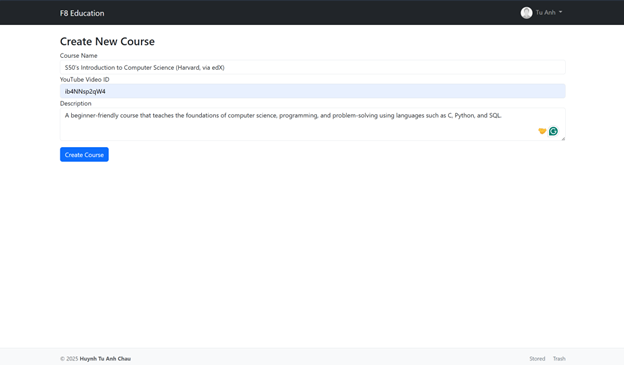 F8 Education
Tu Anh
Create New Course
Course Name
S50's Introduction to Computer Science (Harvard, via edX)
YouTube Video ID
ib4NNsp2qW4
Description
A beginner-friendly course that teaches the foundations of computer science, programming, and problem-solving using languages such as C, Python, and SQL.
Create Course
© 2025 Huynh Tu Anh Chau
Stored
Trash